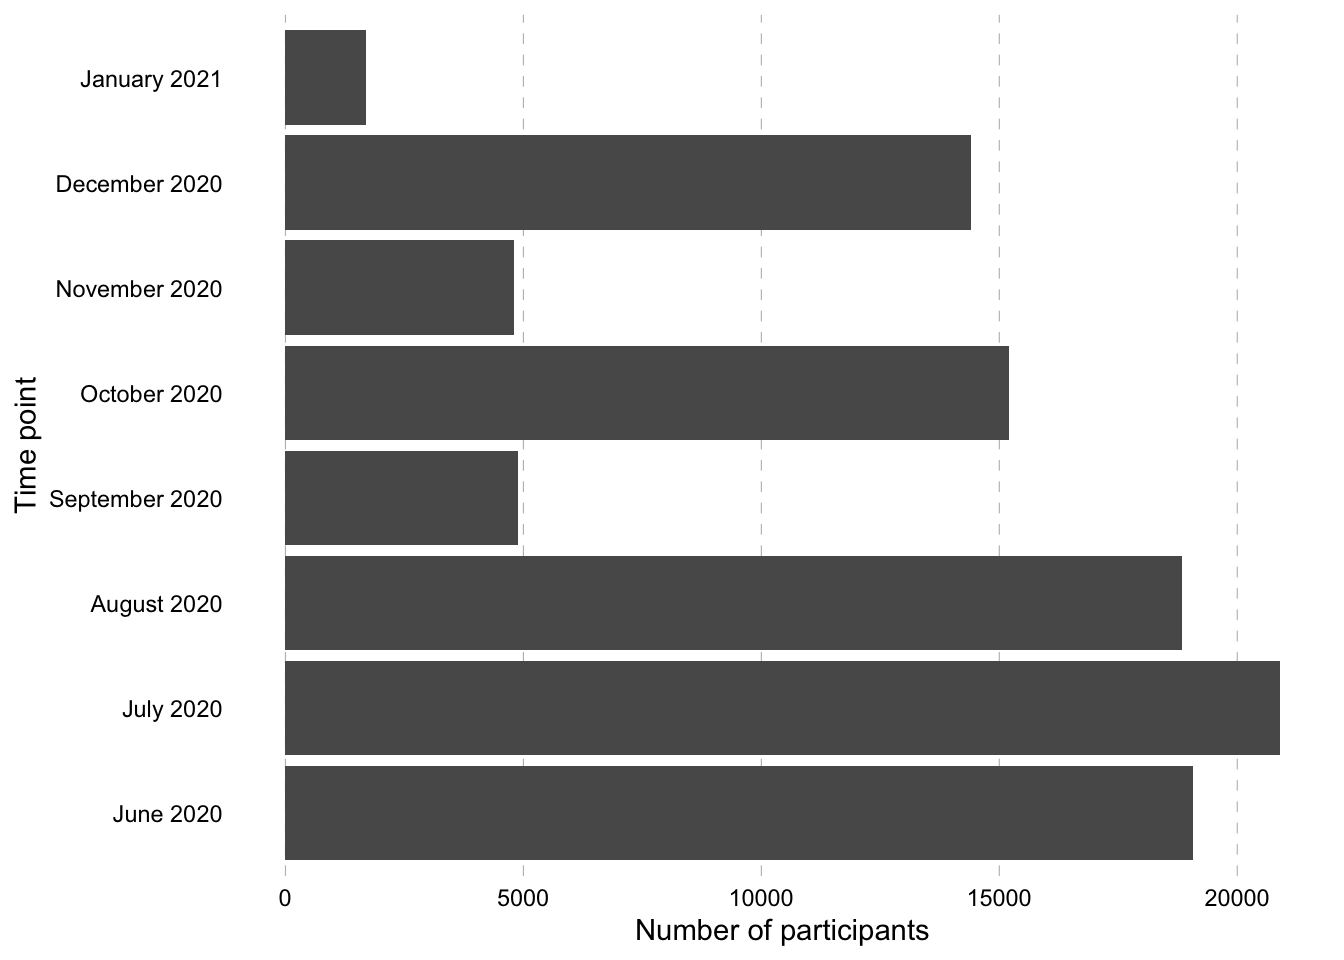 January 2021
December 2020
November 2020
October 2020
September 2020
August 2020
July 2020
June 2020
Time point
0 5000 10000 15000 20000
Number of participants